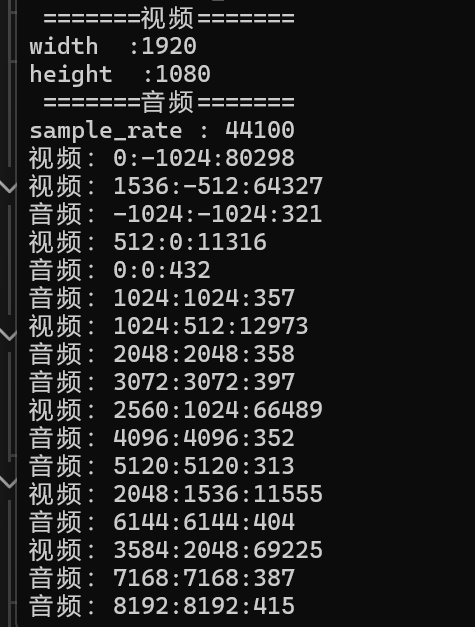 =======视频=======
width  :1920
height  :1080
=======音频=======
sample_rate : 44100
视频: 0:-1024:80298
视频: 1536:-512:64327
音频: -1024:-1024:321
视频: 512:0:11316
音频: 0:0:432
音频: 1024:1024:357
视频: 1024:512:12973
音频: 2048:2048:358
音频: 3072:3072:397
视频: 2560:1024:66489
音频: 4096:4096:352
音频: 5120:5120:313
视频: 2048:1536:11555
音频: 6144:6144:404
视频: 3584:2048:69225
音频: 7168:7168:387
音频: 8192:8192:415